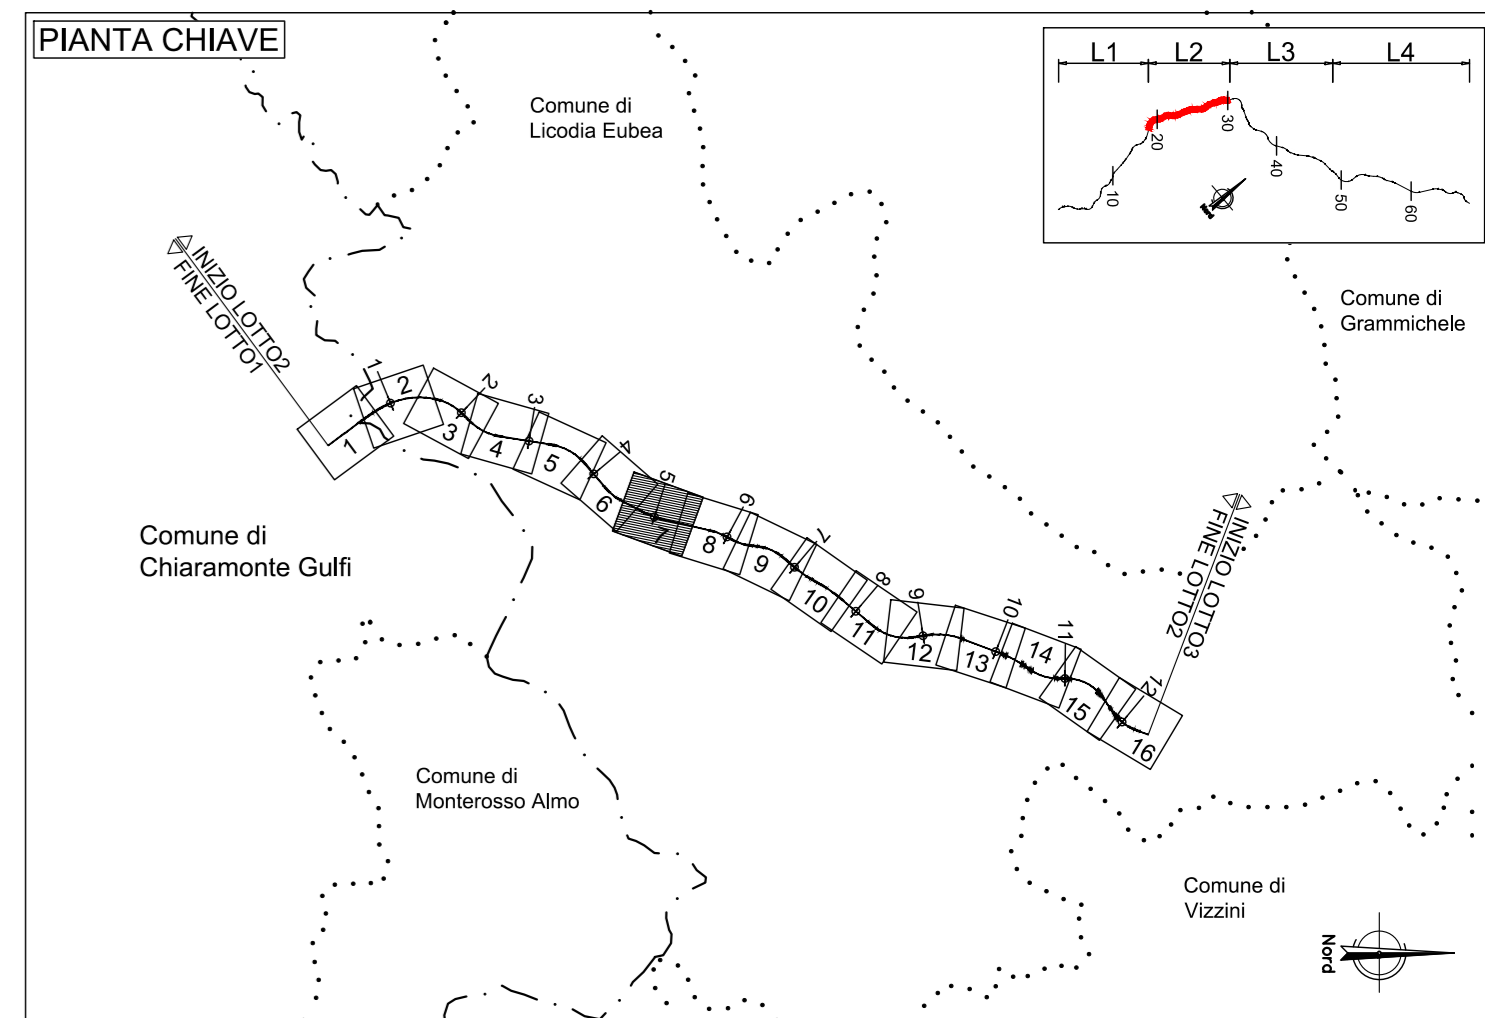 PIANTA CHIAVE
L1 L2 L3 L4
10
20
30
40
50
60
Nord
Comune di
Licodia Eubea
Comune di
Grammichele
INIZIO LOTTO2
FINE LOTTO1
1
2
3
4
5
6
7
8
9
10
11
12
1
2
3
4
5
6
7
8
9
10
11
12
13
14
15
16
INIZIO LOTTO3
FINE LOTTO2
Comune di
Chiaramonte Gulfi
Comune di
Monterosso Almo
Comune di
Vizzini
Nord